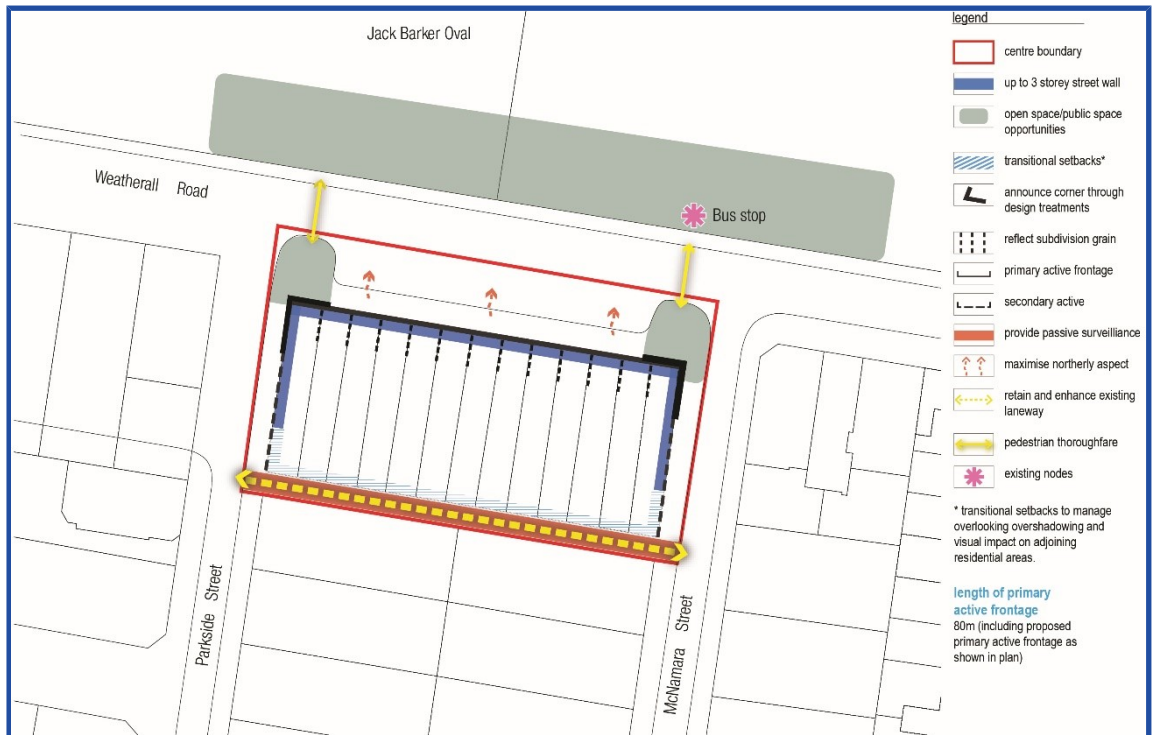 Jack Barker Oval
Weatherall Road
Bus stop
Parkside Street
McNamara Street
legend
centre boundary
up to 3 storey street wall
open space/public space
opportunities
transitional setbacks*
announce corner through
design treatments
reflect subdivision grain
primary active frontage
secondary active
provide passive surveilliance
maximise northerly aspect
retain and enhance existing
laneway
pedestrian thoroughfare
existing nodes
* transitional setbacks to manage
overlooking overshadowing and
visual impact on adjoining
residential areas.
length of primary
active frontage
80m (including proposed
primary active frontage as
shown in plan)